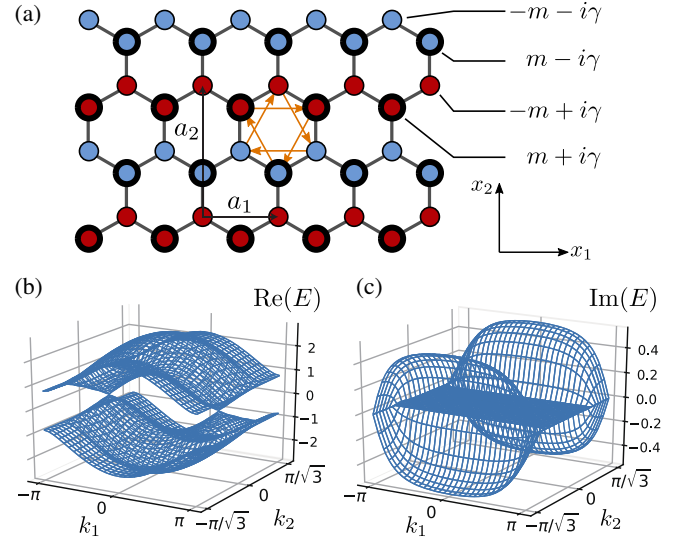 (a)
−m − iγ
m − iγ
−m + iγ
m + iγ
a₂
a₁
x₂
x₁
(b)
Re(E)
2
1
0
−1
−2
−π
0
π
k₁
−π/√3
0
π/√3
k₂
(c)
Im(E)
0.4
0.2
0.0
−0.2
−0.4
−π
0
π
k₁
−π/√3
0
π/√3
k₂